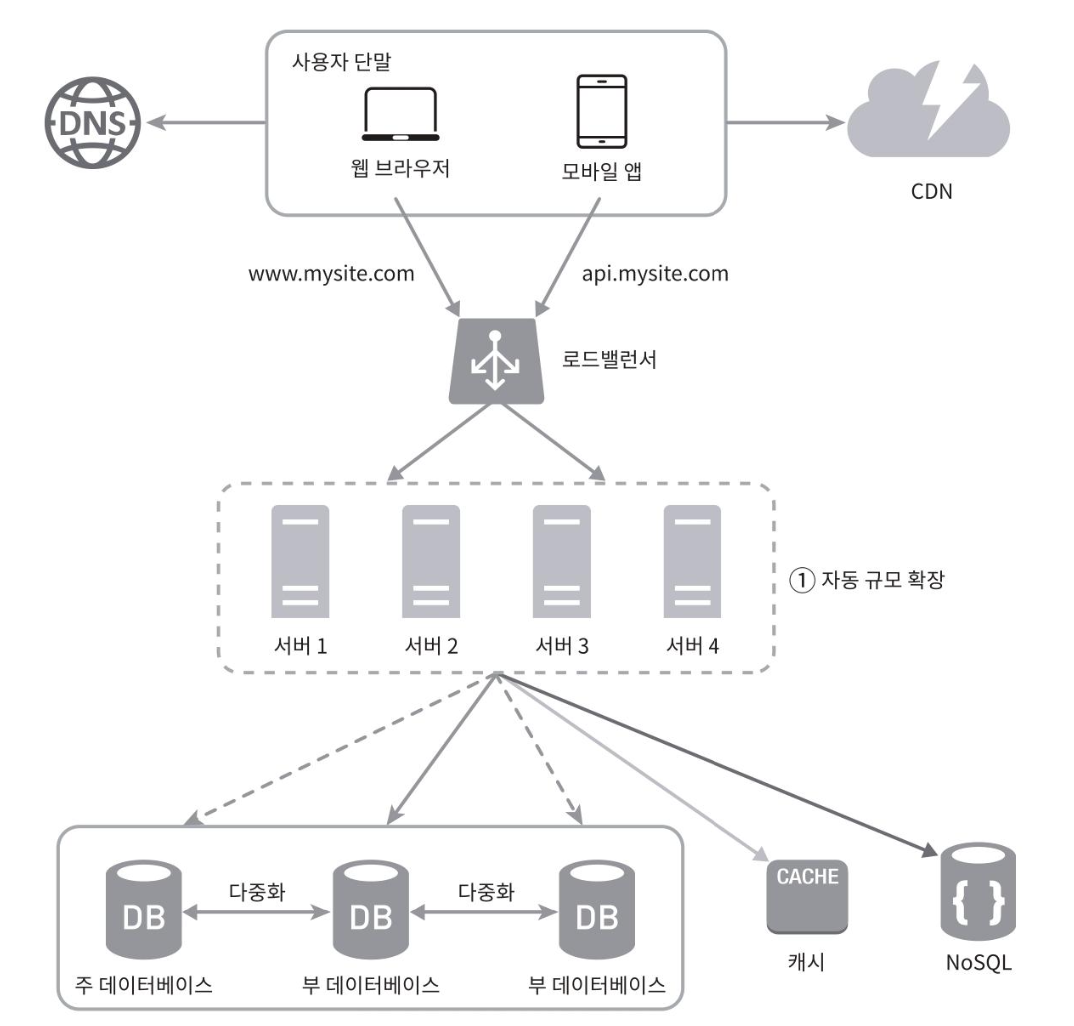 사용자 단말
DNS
웹 브라우저
모바일 앱
CDN
www.mysite.com
api.mysite.com
로드밸런서
① 자동 규모 확장
서버 1
서버 2
서버 3
서버 4
다중화
다중화
DB
DB
DB
주 데이터베이스
부 데이터베이스
부 데이터베이스
CACHE
캐시
{ }
NoSQL